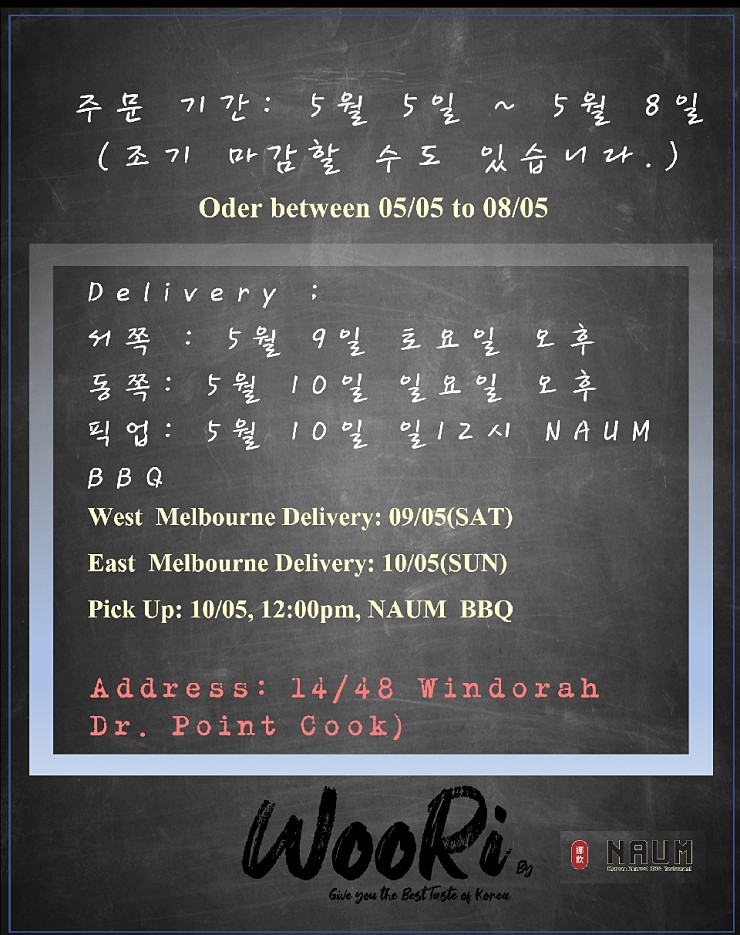 주문 기간: 5월 5일 ~ 5월 8일
(조기 마감할 수도 있습니다.)
Oder between 05/05 to 08/05
Delivery :
서쪽 : 5월 9일 토요일 오후
동쪽: 5월 10일 일요일 오후
픽업: 5월 10일 일12시 NAUM
BBQ
West Melbourne Delivery: 09/05(SAT)
East Melbourne Delivery: 10/05(SUN)
Pick Up: 10/05, 12:00pm, NAUM BBQ
Address: 14/48 Windorah
Dr. Point Cook)
WooRi By
Give you the Best Taste of Korea
NAUM